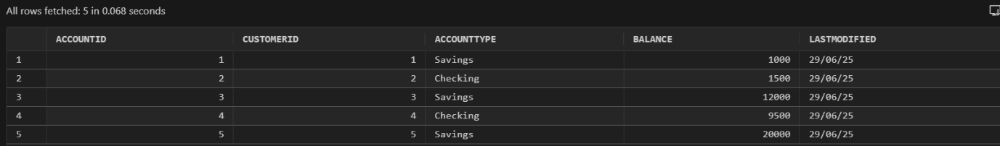 All rows fetched: 5 in 0.068 seconds
ACCOUNTID CUSTOMERID ACCOUNTTYPE BALANCE LASTMODIFIED
1 1 1 Savings 1000 29/06/25
2 2 2 Checking 1500 29/06/25
3 3 3 Savings 12000 29/06/25
4 4 4 Checking 9500 29/06/25
5 5 5 Savings 20000 29/06/25